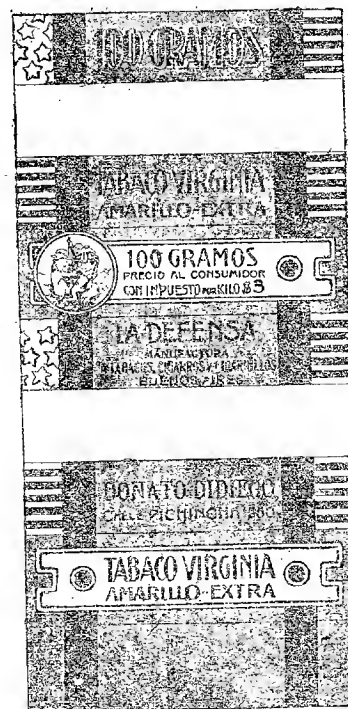 100 GRAMOS
TABACO VIRGINIA
AMARILLO-EXTRA
100 GRAMOS
PRECIO AL CONSUMIDOR
CON IMPUESTO POR KILO $ 3
LA DEFENSA
MANUFACTURA
DE TABACOS, CIGARROS Y CIGARRILLOS
BUENOS AIRES
DONATO DIDIEGO
CALLE PICHINCHA
TABACO VIRGINIA
AMARILLO-EXTRA